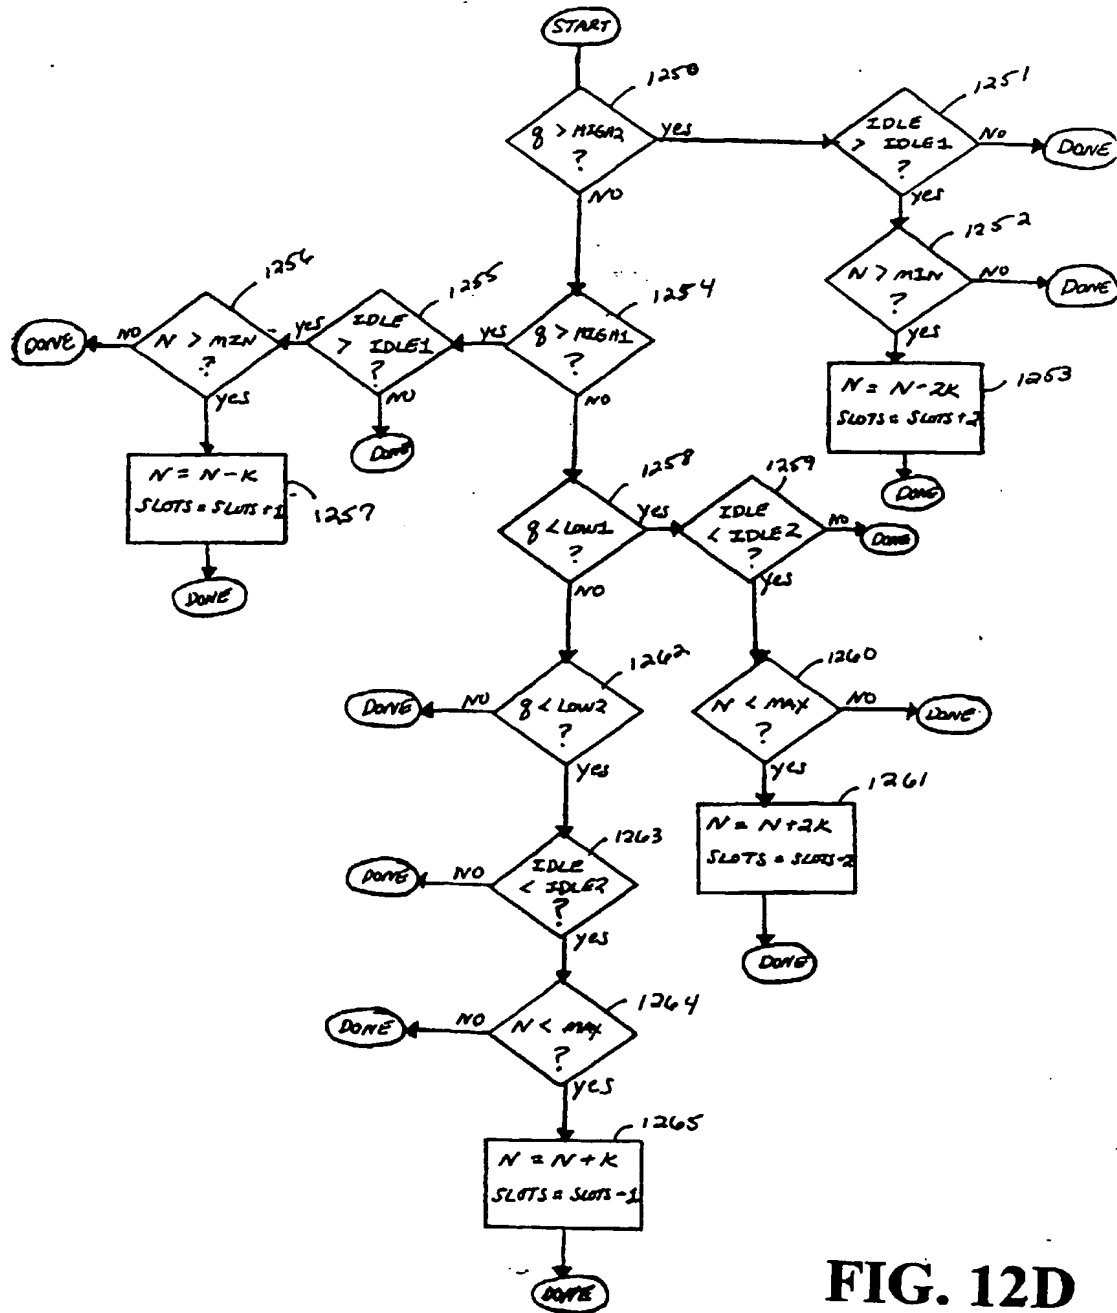 START
1250
q > HIGH2
?
yes
NO
1251
IDLE
> IDLE1
?
NO
DONE
yes
1252
N > MIN
?
NO
DONE
yes
1253
N = N-2K
SLOTS = SLOTS+2
DONE
1254
q > HIGH1
?
yes
NO
1255
IDLE
> IDLE1
?
yes
NO
DONE
1256
N > MIN
?
NO
DONE
yes
1257
N = N-K
SLOTS = SLOTS+1
DONE
1258
q < LOW1
?
yes
NO
1259
IDLE
< IDLE2
?
NO
DONE
yes
1260
N < MAX
?
NO
DONE
yes
1261
N = N+2K
SLOTS = SLOTS-2
DONE
1262
q < LOW2
?
NO
DONE
yes
1263
IDLE
< IDLE2
?
NO
DONE
yes
1264
N < MAX
?
NO
DONE
yes
1265
N = N+K
SLOTS = SLOTS-1
DONE
FIG. 12D